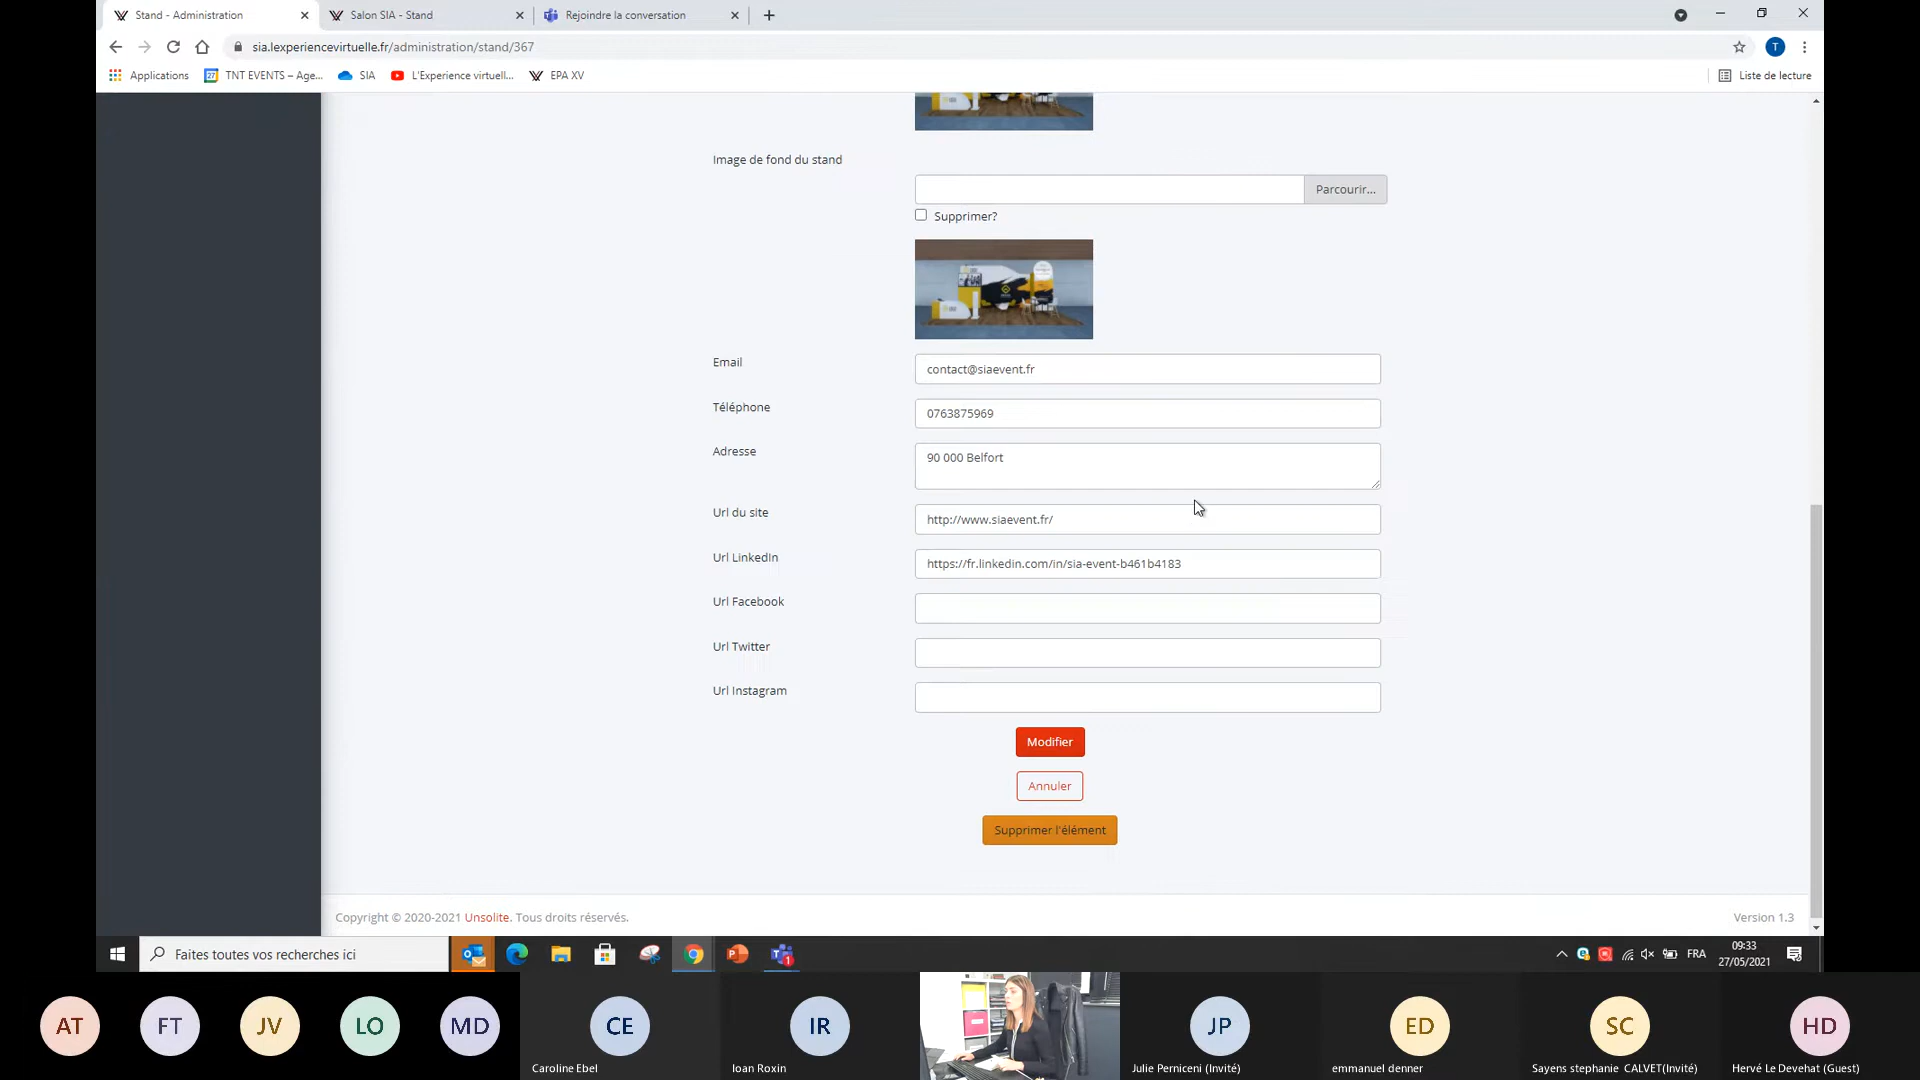 Stand - Administration
Salon SIA - Stand
Rejoindre la conversation
sia.lexperiencevirtuelle.fr/administration/stand/367
T
Applications
27
TNT EVENTS – Age...
SIA
L'Experience virtuell...
EPA XV
Liste de lecture
Image de fond du stand
Parcourir...
Supprimer?
Email
contact@siaevent.fr
Téléphone
0763875969
Adresse
90 000 Belfort
Url du site
http://www.siaevent.fr/
Url LinkedIn
https://fr.linkedin.com/in/sia-event-b461b4183
Url Facebook
Url Twitter
Url Instagram
Modifier
Annuler
Supprimer l'élément
Copyright © 2020-2021 Unsolite. Tous droits réservés.
Version 1.3
Faites toutes vos recherches ici
1
FRA
09:33
27/05/2021
AT
FT
JV
LO
MD
CE
IR
JP
ED
SC
HD
Caroline Ebel
Ioan Roxin
Julie Perniceni (Invité)
emmanuel denner
Sayens stephanie CALVET(Invité)
Hervé Le Devehat (Guest)